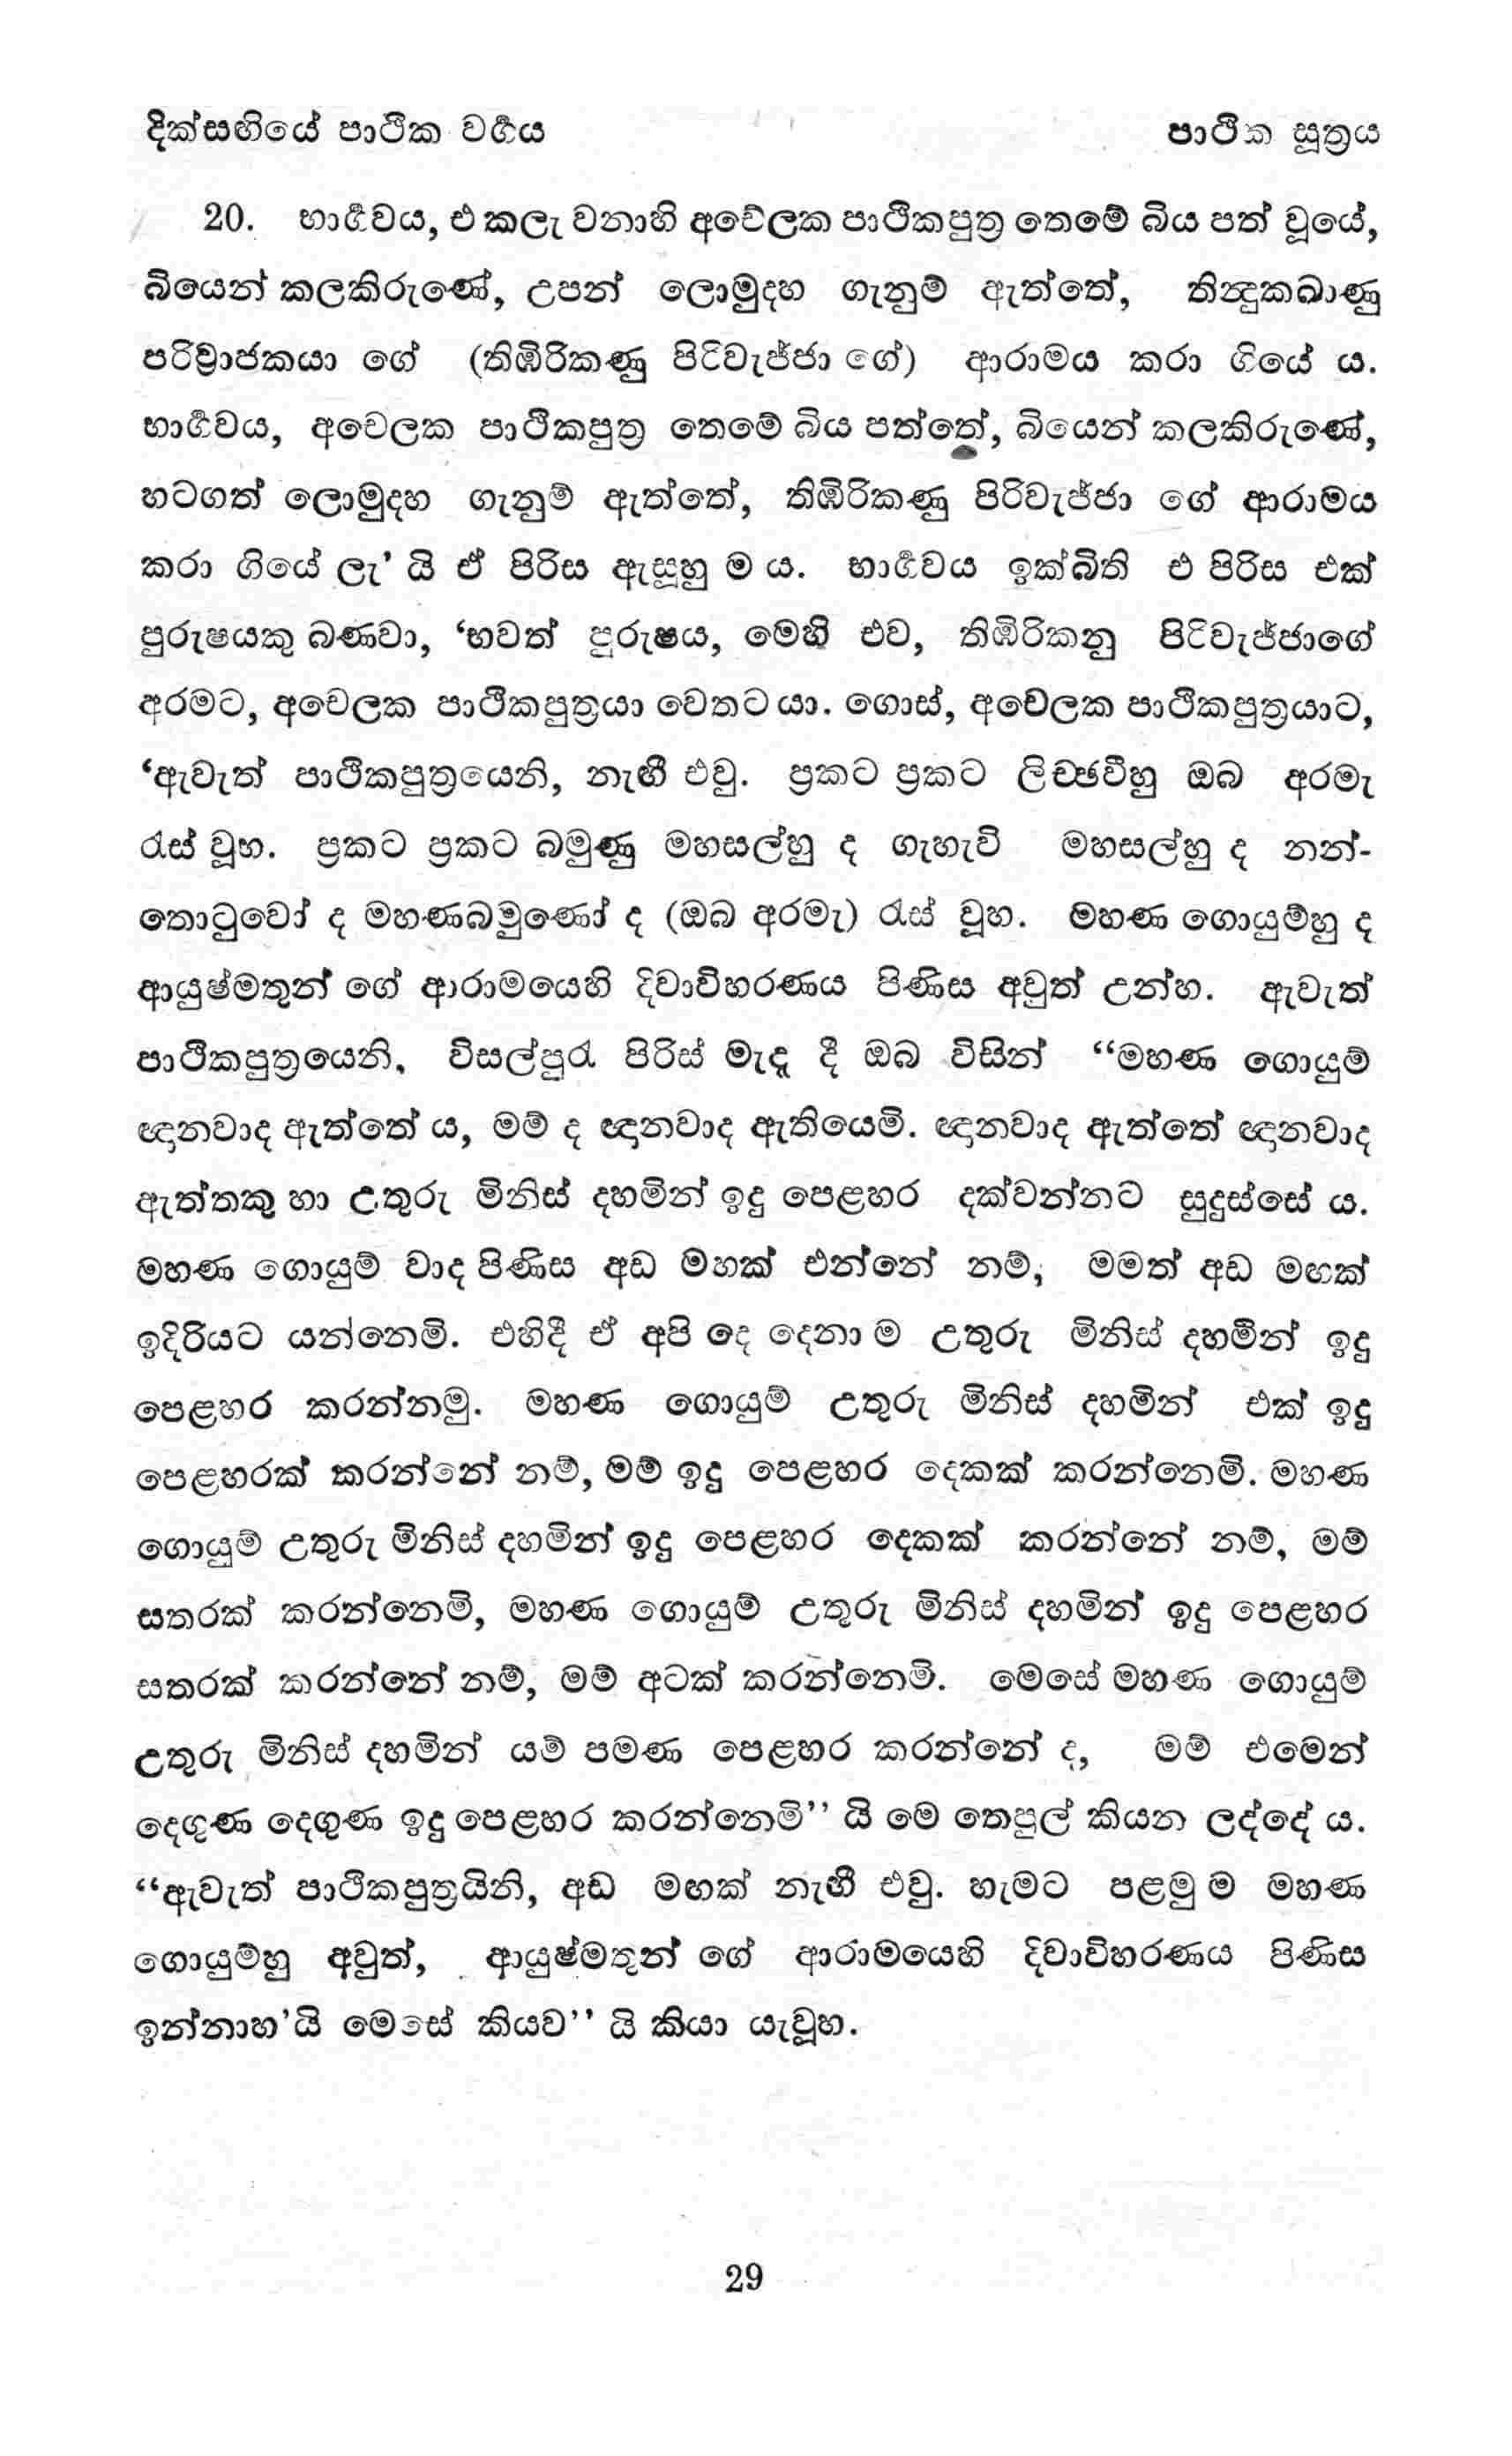 දික්සඟියේ පාථික වර්‍ගය
පාථික සූත්‍රය
20. භාර්‍ගවය, එ කලැ වනාහි අචේලක පාථිකපුත්‍ර තෙමේ බිය පත් වූයේ,
බියෙන් කලකිරුණේ, උපන් ලොමුදහ ගැනුම් ඇත්තේ, තින්‍දුකඛාණු
පරිව්‍රාජකයා ගේ (තිඹිරිකණු පිරිවැජ්ජා ගේ) ආරාමය කරා ගියේ ය.
භාර්‍ගවය, අචෙලක පාථිකපුත්‍ර තෙමේ බිය පත්තේ, බියෙන් කලකිරුණේ,
හටගත් ලොමුදහ ගැනුම් ඇත්තේ, තිඹිරිකණු පිරිවැජ්ජා ගේ ආරාමය
කරා ගියේ ලැ’ යි ඒ පිරිස ඇසූහු ම ය. භාර්‍ගවය ඉක්බිති එ පිරිස එක්
පුරුෂයකු බණවා, ‘භවත් පුරුෂය, මෙහි එව, තිඹිරිකනු පිරිවැජ්ජාගේ
අරමට, අචෙලක පාථිකපුත්‍රයා වෙතට යා. ගොස්, අචෙලක පාථිකපුත්‍රයාට,
‘ඇවැත් පාථිකපුත්‍රයෙනි, නැඟී එවු. ප්‍රකට ප්‍රකට ලිච්ඡවීහු ඔබ අරමැ
රැස් වූහ. ප්‍රකට ප්‍රකට බමුණු මහසල්හු ද ගැහැවි මහසල්හු ද නන්-
තොටුවෝ ද මහණබමුණෝ ද (ඔබ අරමැ) රැස් වූහ. මහණ ගොයුම්හු ද
ආයුෂ්මතුන් ගේ ආරාමයෙහි දිවාවිහරණය පිණිස අවුත් උන්හ. ඇවැත්
පාථිකපුත්‍රයෙනි, විසල්පුරැ පිරිස් මැදැ දී ඔබ විසින් “මහණ ගොයුම්
ඥානවාද ඇත්තේ ය, මම් ද ඥානවාද ඇතියෙමි. ඥානවාද ඇත්තේ ඥානවාද
ඇත්තකු හා උතුරු මිනිස් දහමින් ඉදු පෙළහර දක්වන්නට සුදුස්සේ ය.
මහණ ගොයුම් වාද පිණිස අඩ මඟක් එන්නේ නම්, මමත් අඩ මඟක්
ඉදිරියට යන්නෙමි. එහිදී ඒ අපි දෙ දෙනා ම උතුරු මිනිස් දහමින් ඉදු
පෙළහර කරන්නමු. මහණ ගොයුම් උතුරු මිනිස් දහමින් එක් ඉදු
පෙළහරක් කරන්නේ නම්, මම් ඉදු පෙළහර දෙකක් කරන්නෙමි. මහණ
ගොයුම් උතුරු මිනිස් දහමින් ඉදු පෙළහර දෙකක් කරන්නේ නම්, මම්
සතරක් කරන්නෙමි, මහණ ගොයුම් උතුරු මිනිස් දහමින් ඉදු පෙළහර
සතරක් කරන්නේ නම්, මම් අටක් කරන්නෙමි. මෙසේ මහණ ගොයුම්
උතුරු මිනිස් දහමින් යම් පමණ පෙළහර කරන්නේ ද, මම් එමෙන්
දෙගුණ දෙගුණ ඉදු පෙළහර කරන්නෙමි” යි මෙ තෙපුල් කියන ලද්දේ ය.
“ඇවැත් පාථිකපුත්‍රයිනි, අඩ මඟක් නැඟී එවු. හැමට පළමු ම මහණ
ගොයුම්හු අවුත්, ආයුෂ්මතුන් ගේ ආරාමයෙහි දිවාවිහරණය පිණිස
ඉන්නාහ’යි මෙසේ කියව” යි කියා යැවූහ.
29